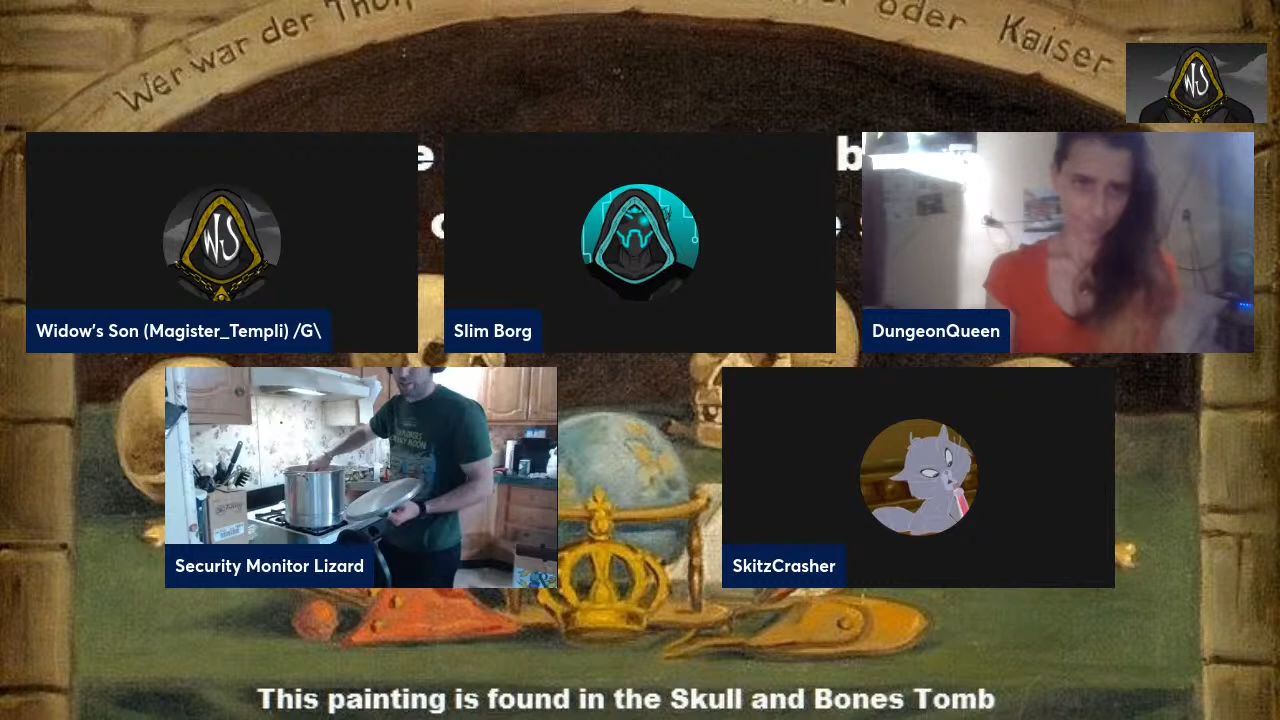 Wer war der
oder Kaiser
WS
e
b
Widow's Son (Magister_Templi) /G\
Slim Borg
DungeonQueen
Security Monitor Lizard
SkitzCrasher
This painting is found in the Skull and Bones Tomb